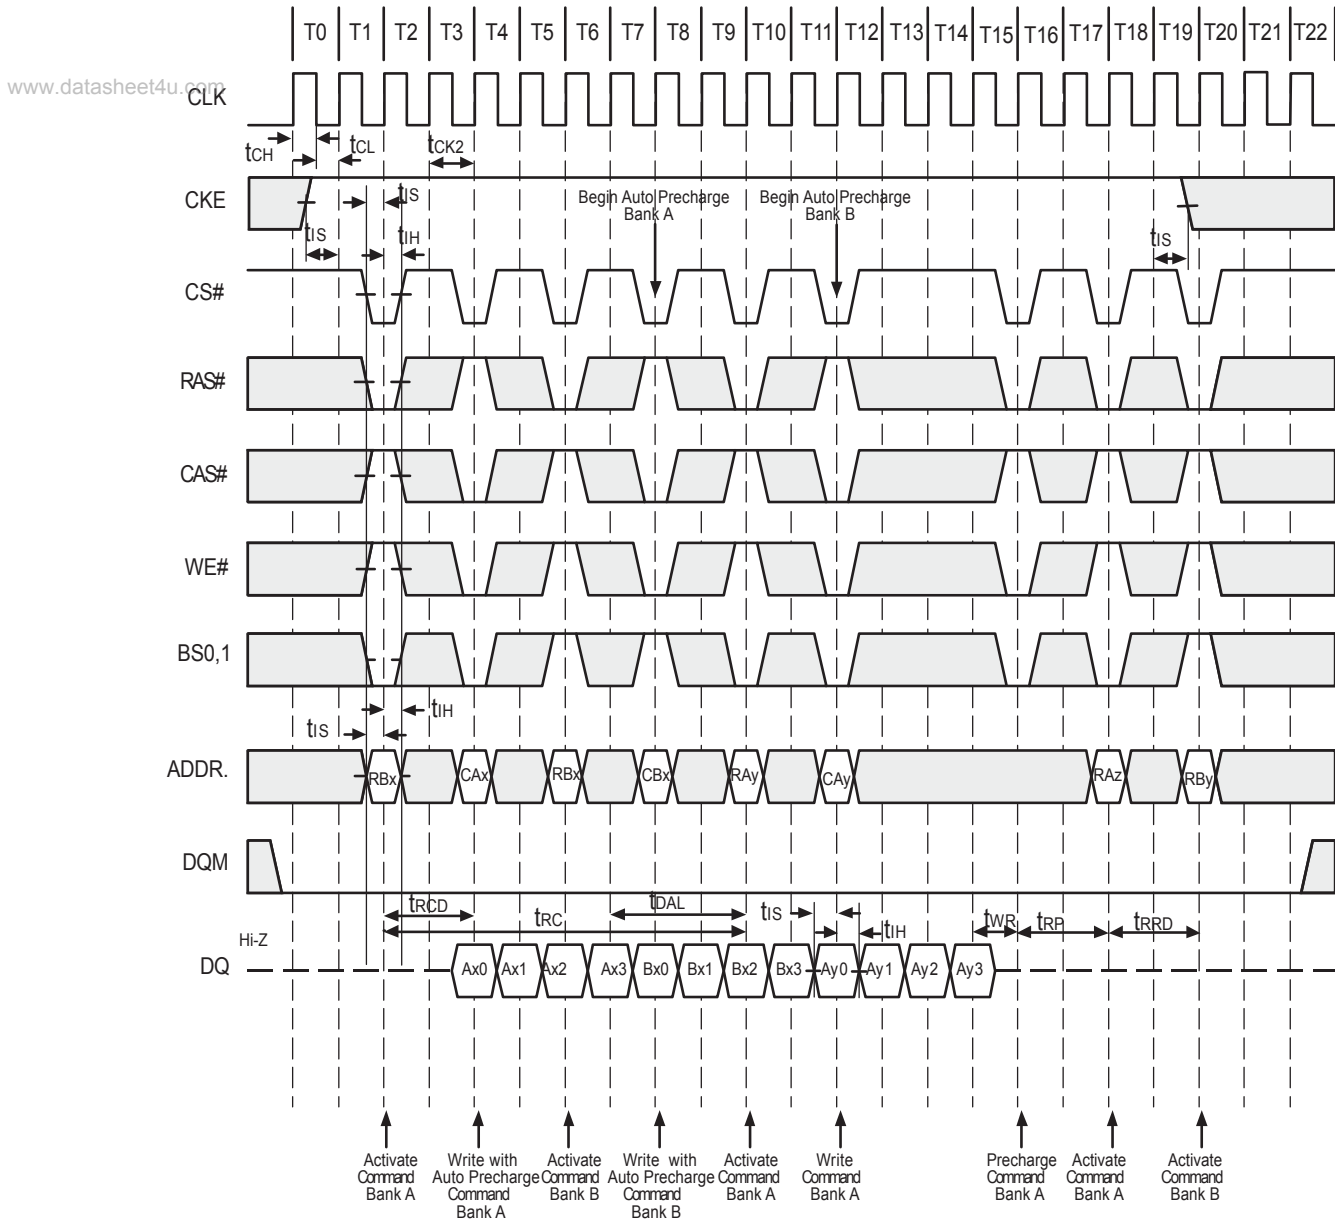 T0 T1 T2 T3 T4 T5 T6 T7 T8 T9 T10 T11 T12 T13 T14 T15 T16 T17 T18 T19 T20 T21 T22
www.datasheet4u.com
CLK
tCH tCL tCK2
CKE
tIS
Begin Auto Precharge
Bank A
Begin Auto Precharge
Bank B
tIS tIH tIS
CS#
RAS#
CAS#
WE#
BS0,1
tIH
tIS
ADDR.
RBx CAx RBx CBx RAy CAy RAz RBy
DQM
tRCD tDAL tIS tWR tRP tRRD
tRC tIH
Hi-Z
DQ
Ax0 Ax1 Ax2 Ax3 Bx0 Bx1 Bx2 Bx3 Ay0 Ay1 Ay2 Ay3
Activate
Command
Bank A
Write with
Auto Precharge
Command
Bank A
Activate
Command
Bank B
Write with
Auto Precharge
Command
Bank B
Activate
Command
Bank A
Write
Command
Bank A
Precharge
Command
Bank A
Activate
Command
Bank A
Activate
Command
Bank B